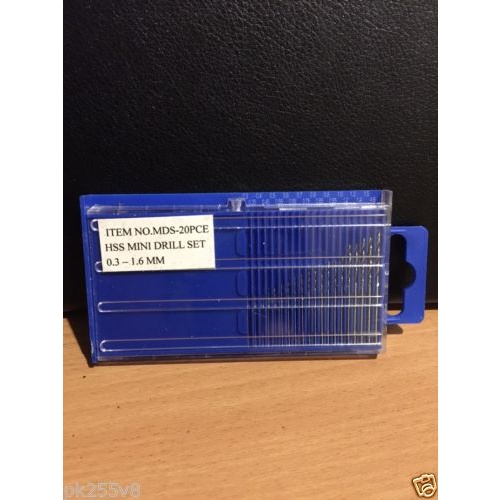 ITEM NO.MDS-20PCE
HSS MINI DRILL SET
0.3 – 1.6 MM
pk255v8